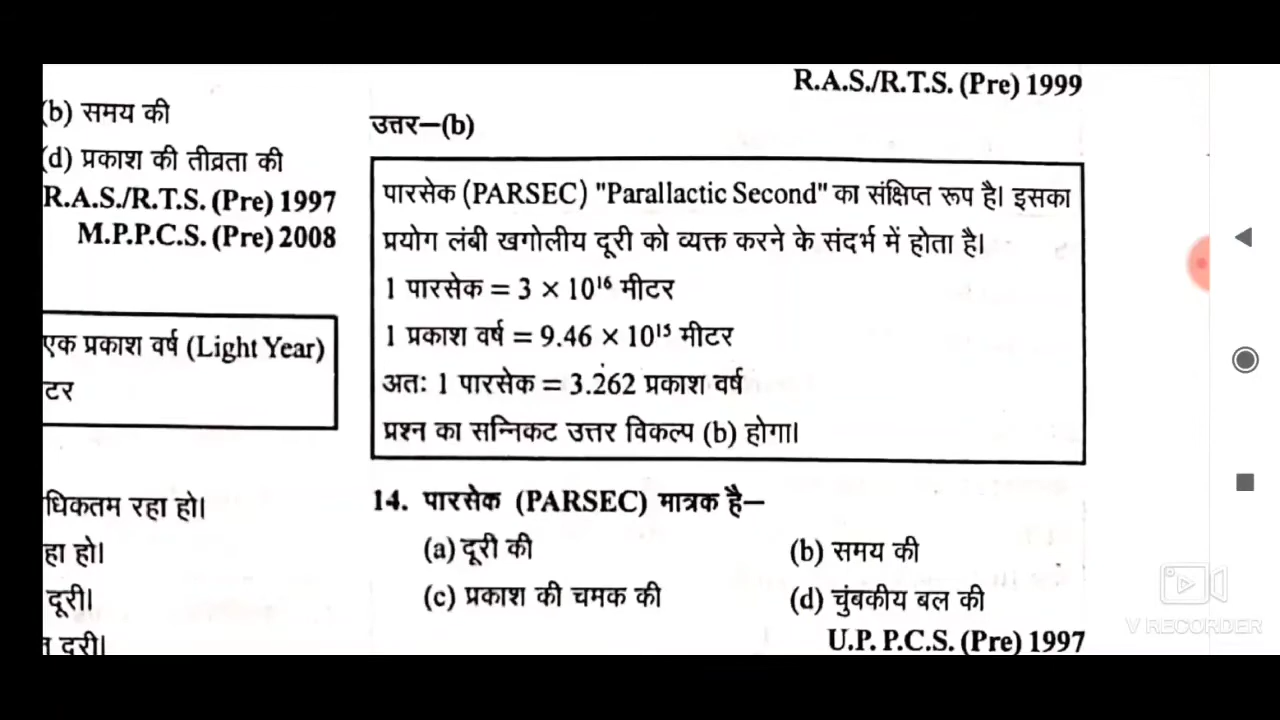 (b) समय की
(d) प्रकाश की तीव्रता की
R.A.S./R.T.S. (Pre) 1997
M.P.P.C.S. (Pre) 2008
एक प्रकाश वर्ष (Light Year)
टर
धिकतम रहा हो।
हा हो।
दूरी।
त दूरी।
R.A.S./R.T.S. (Pre) 1999
उत्तर–(b)
पारसेक (PARSEC) "Parallactic Second" का संक्षिप्त रूप है। इसका
प्रयोग लंबी खगोलीय दूरी को व्यक्त करने के संदर्भ में होता है।
1 पारसेक = 3 × 10¹⁶ मीटर
1 प्रकाश वर्ष = 9.46 × 10¹⁵ मीटर
अतः 1 पारसेक = 3.262 प्रकाश वर्ष
प्रश्न का सन्निकट उत्तर विकल्प (b) होगा।
14. पारसेक (PARSEC) मात्रक है–
(a) दूरी की
(b) समय की
(c) प्रकाश की चमक की
(d) चुंबकीय बल की
U.P. P.C.S. (Pre) 1997
V RECORDER